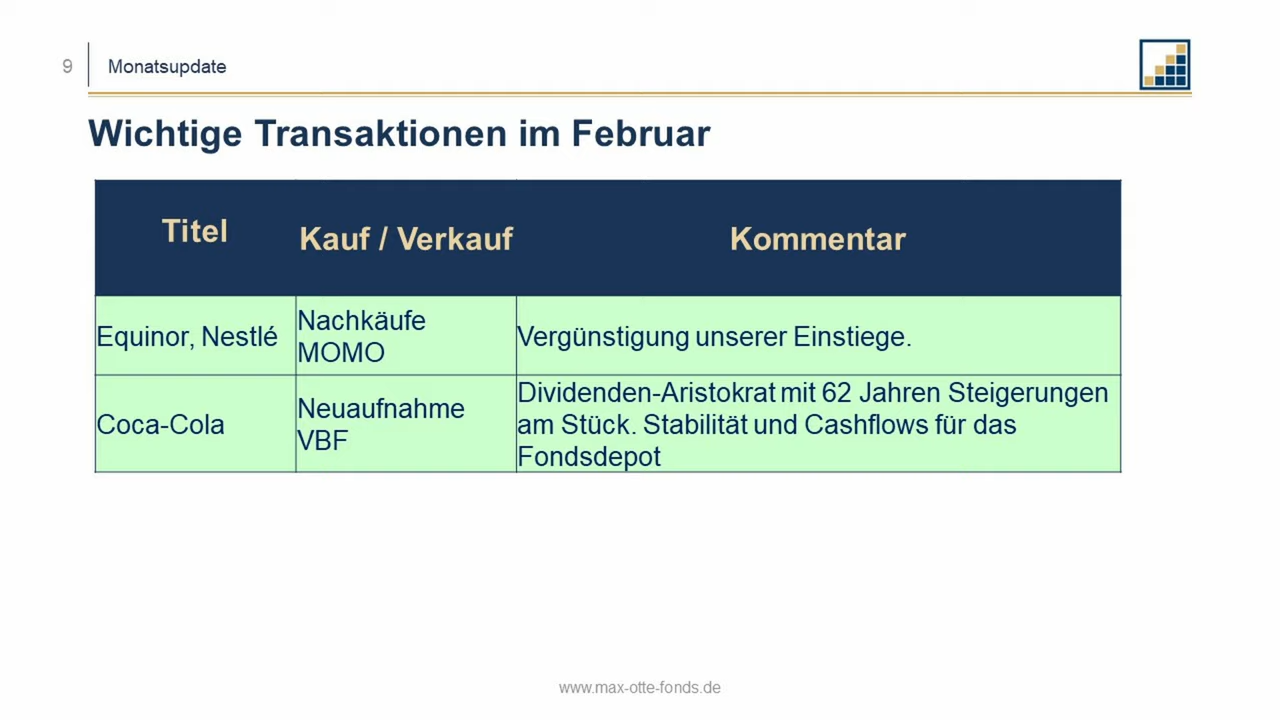 9
Monatsupdate
Wichtige Transaktionen im Februar
Titel
Kauf / Verkauf
Kommentar
Equinor, Nestlé
Nachkäufe
MOMO
Vergünstigung unserer Einstiege.
Coca-Cola
Neuaufnahme
VBF
Dividenden-Aristokrat mit 62 Jahren Steigerungen
am Stück. Stabilität und Cashflows für das
Fondsdepot
www.max-otte-fonds.de